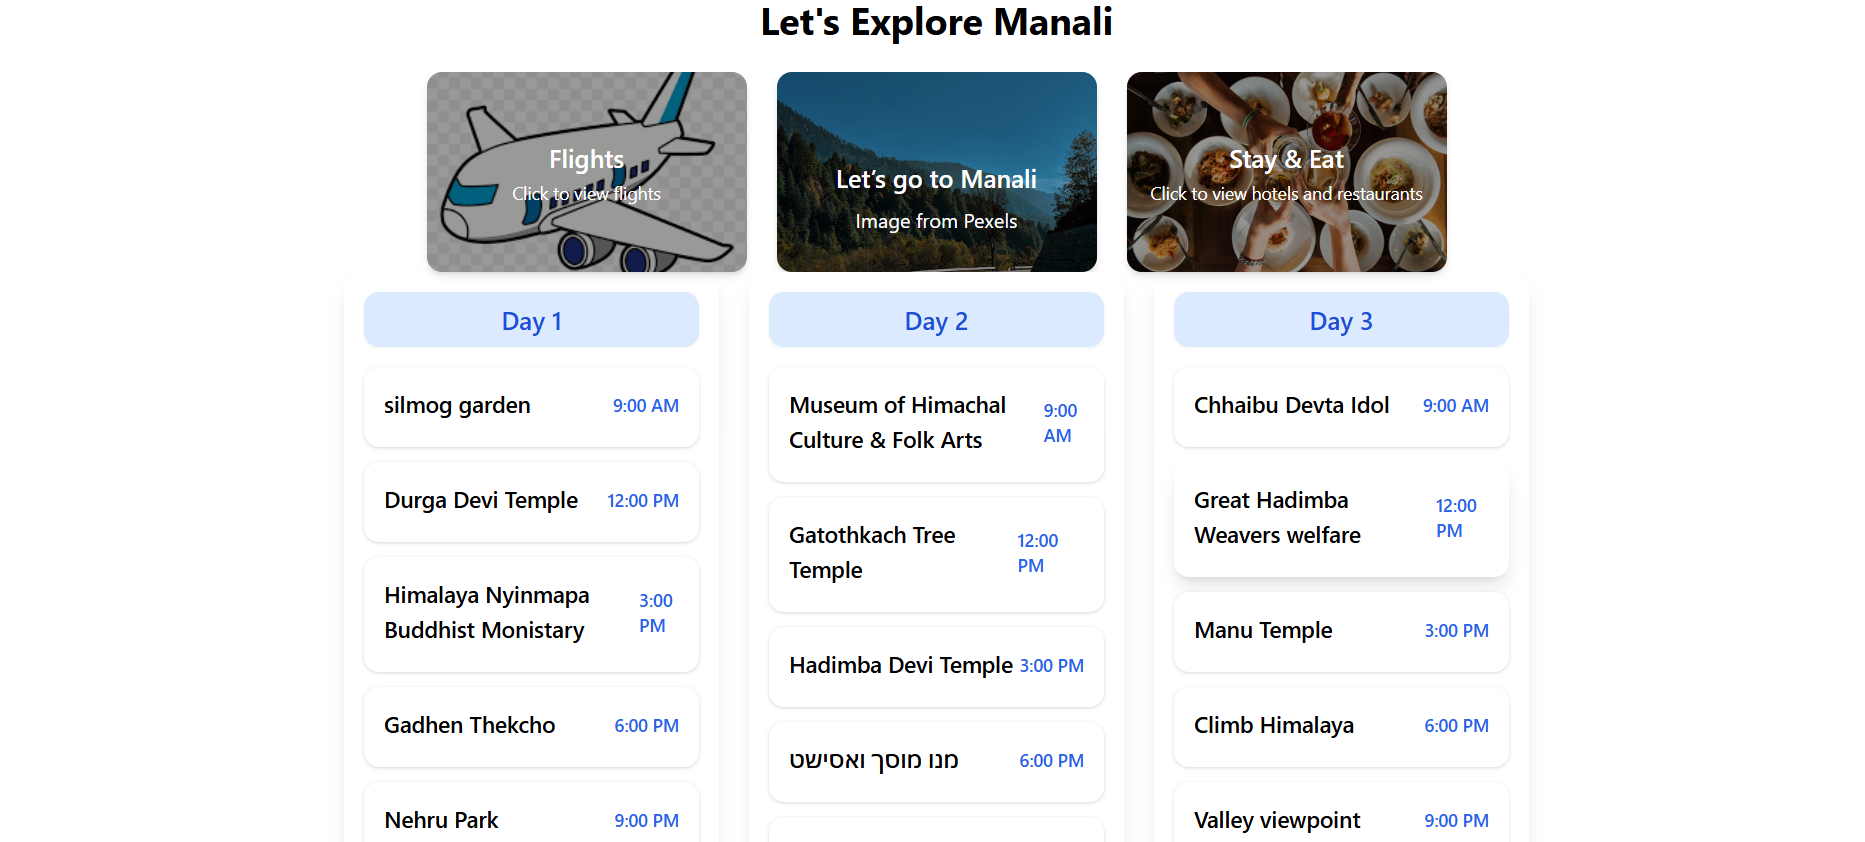 Let's Explore Manali
Flights
Click to view flights
Let’s go to Manali
Image from Pexels
Stay & Eat
Click to view hotels and restaurants
Day 1
silmog garden
9:00 AM
Durga Devi Temple
12:00 PM
Himalaya Nyinmapa
Buddhist Monistary
3:00
PM
Gadhen Thekcho
6:00 PM
Nehru Park
9:00 PM
Day 2
Museum of Himachal
Culture & Folk Arts
9:00
AM
Gatothkach Tree
Temple
12:00
PM
Hadimba Devi Temple
3:00 PM
מנו מוסך ואסישט
6:00 PM
Day 3
Chhaibu Devta Idol
9:00 AM
Great Hadimba
Weavers welfare
12:00
PM
Manu Temple
3:00 PM
Climb Himalaya
6:00 PM
Valley viewpoint
9:00 PM